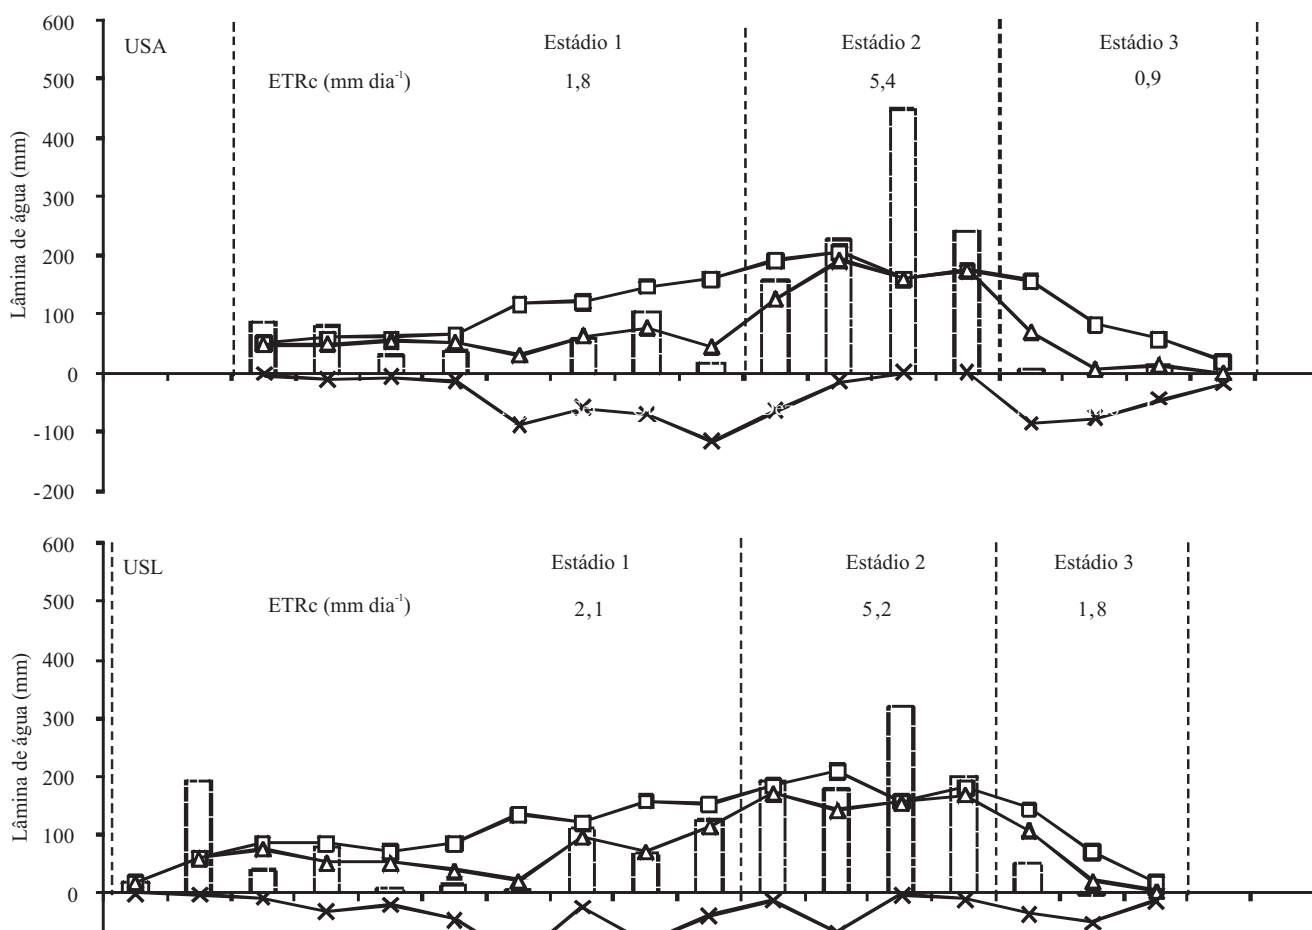 600
USA
Estádio 1
Estádio 2
Estádio 3
500
ETRc (mm dia-1)
1,8
5,4
0,9
400
300
200
100
0
-100
-200
Lâmina de água (mm)
600
USL
Estádio 1
Estádio 2
Estádio 3
500
ETRc (mm dia-1)
2,1
5,2
1,8
400
300
200
100
0
Lâmina de água (mm)